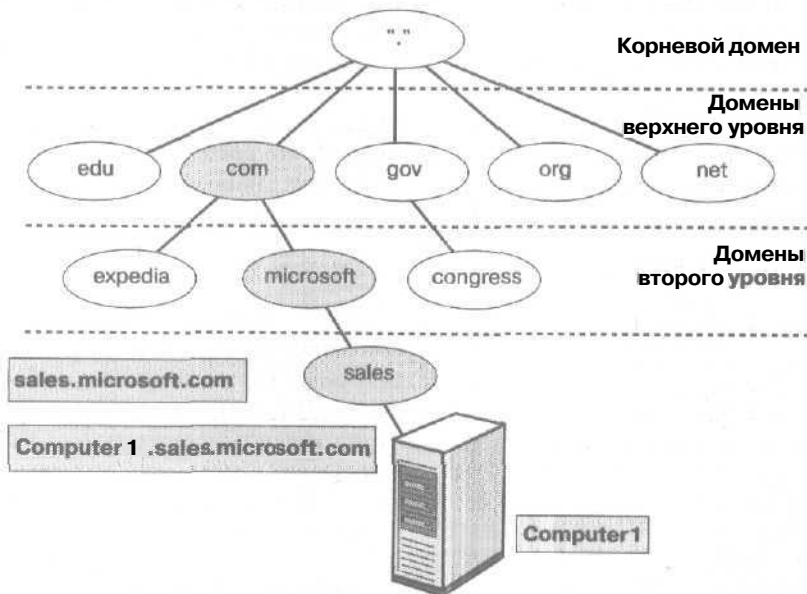 "."
Корневой домен
Домены
верхнего уровня
edu
com
gov
org
net
Домены
второго уровня
expedia
microsoft
congress
sales.microsoft.com
sales
Computer 1 .sales.microsoft.com
Computer1